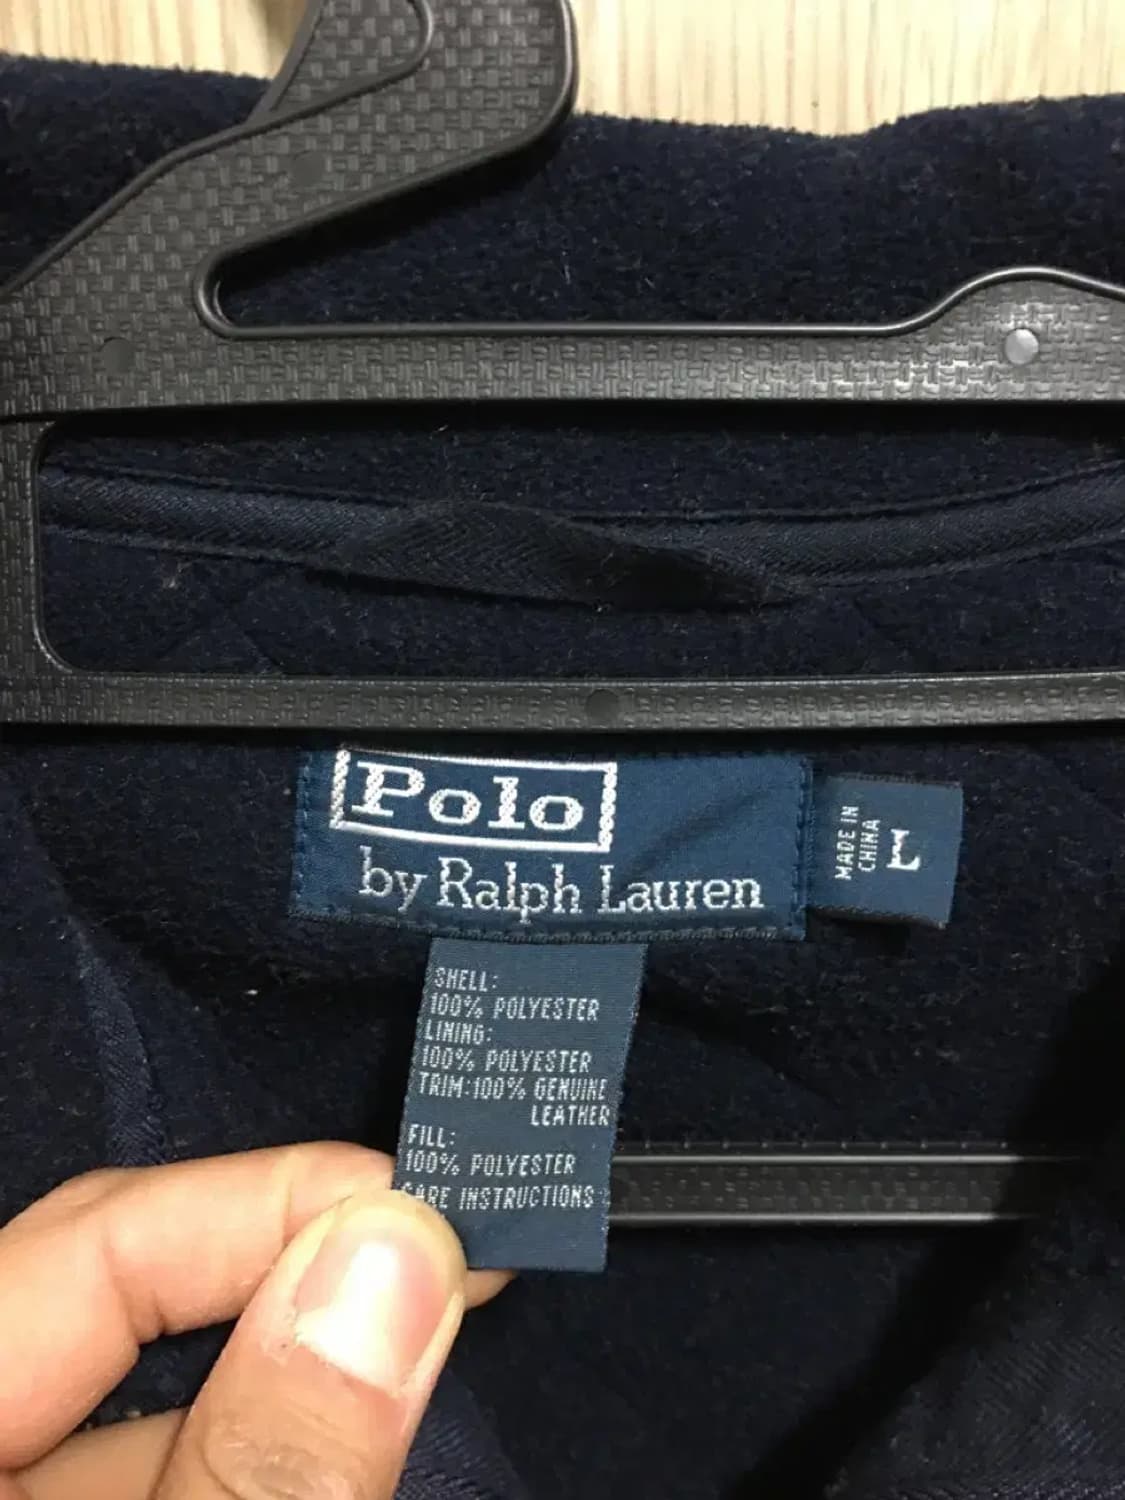 Polo
by Ralph Lauren
MADE IN
CHINA
L
SHELL:
100% POLYESTER
LINING:
100% POLYESTER
TRIM:100% GENUINE
LEATHER
FILL:
100% POLYESTER
CARE INSTRUCTIONS